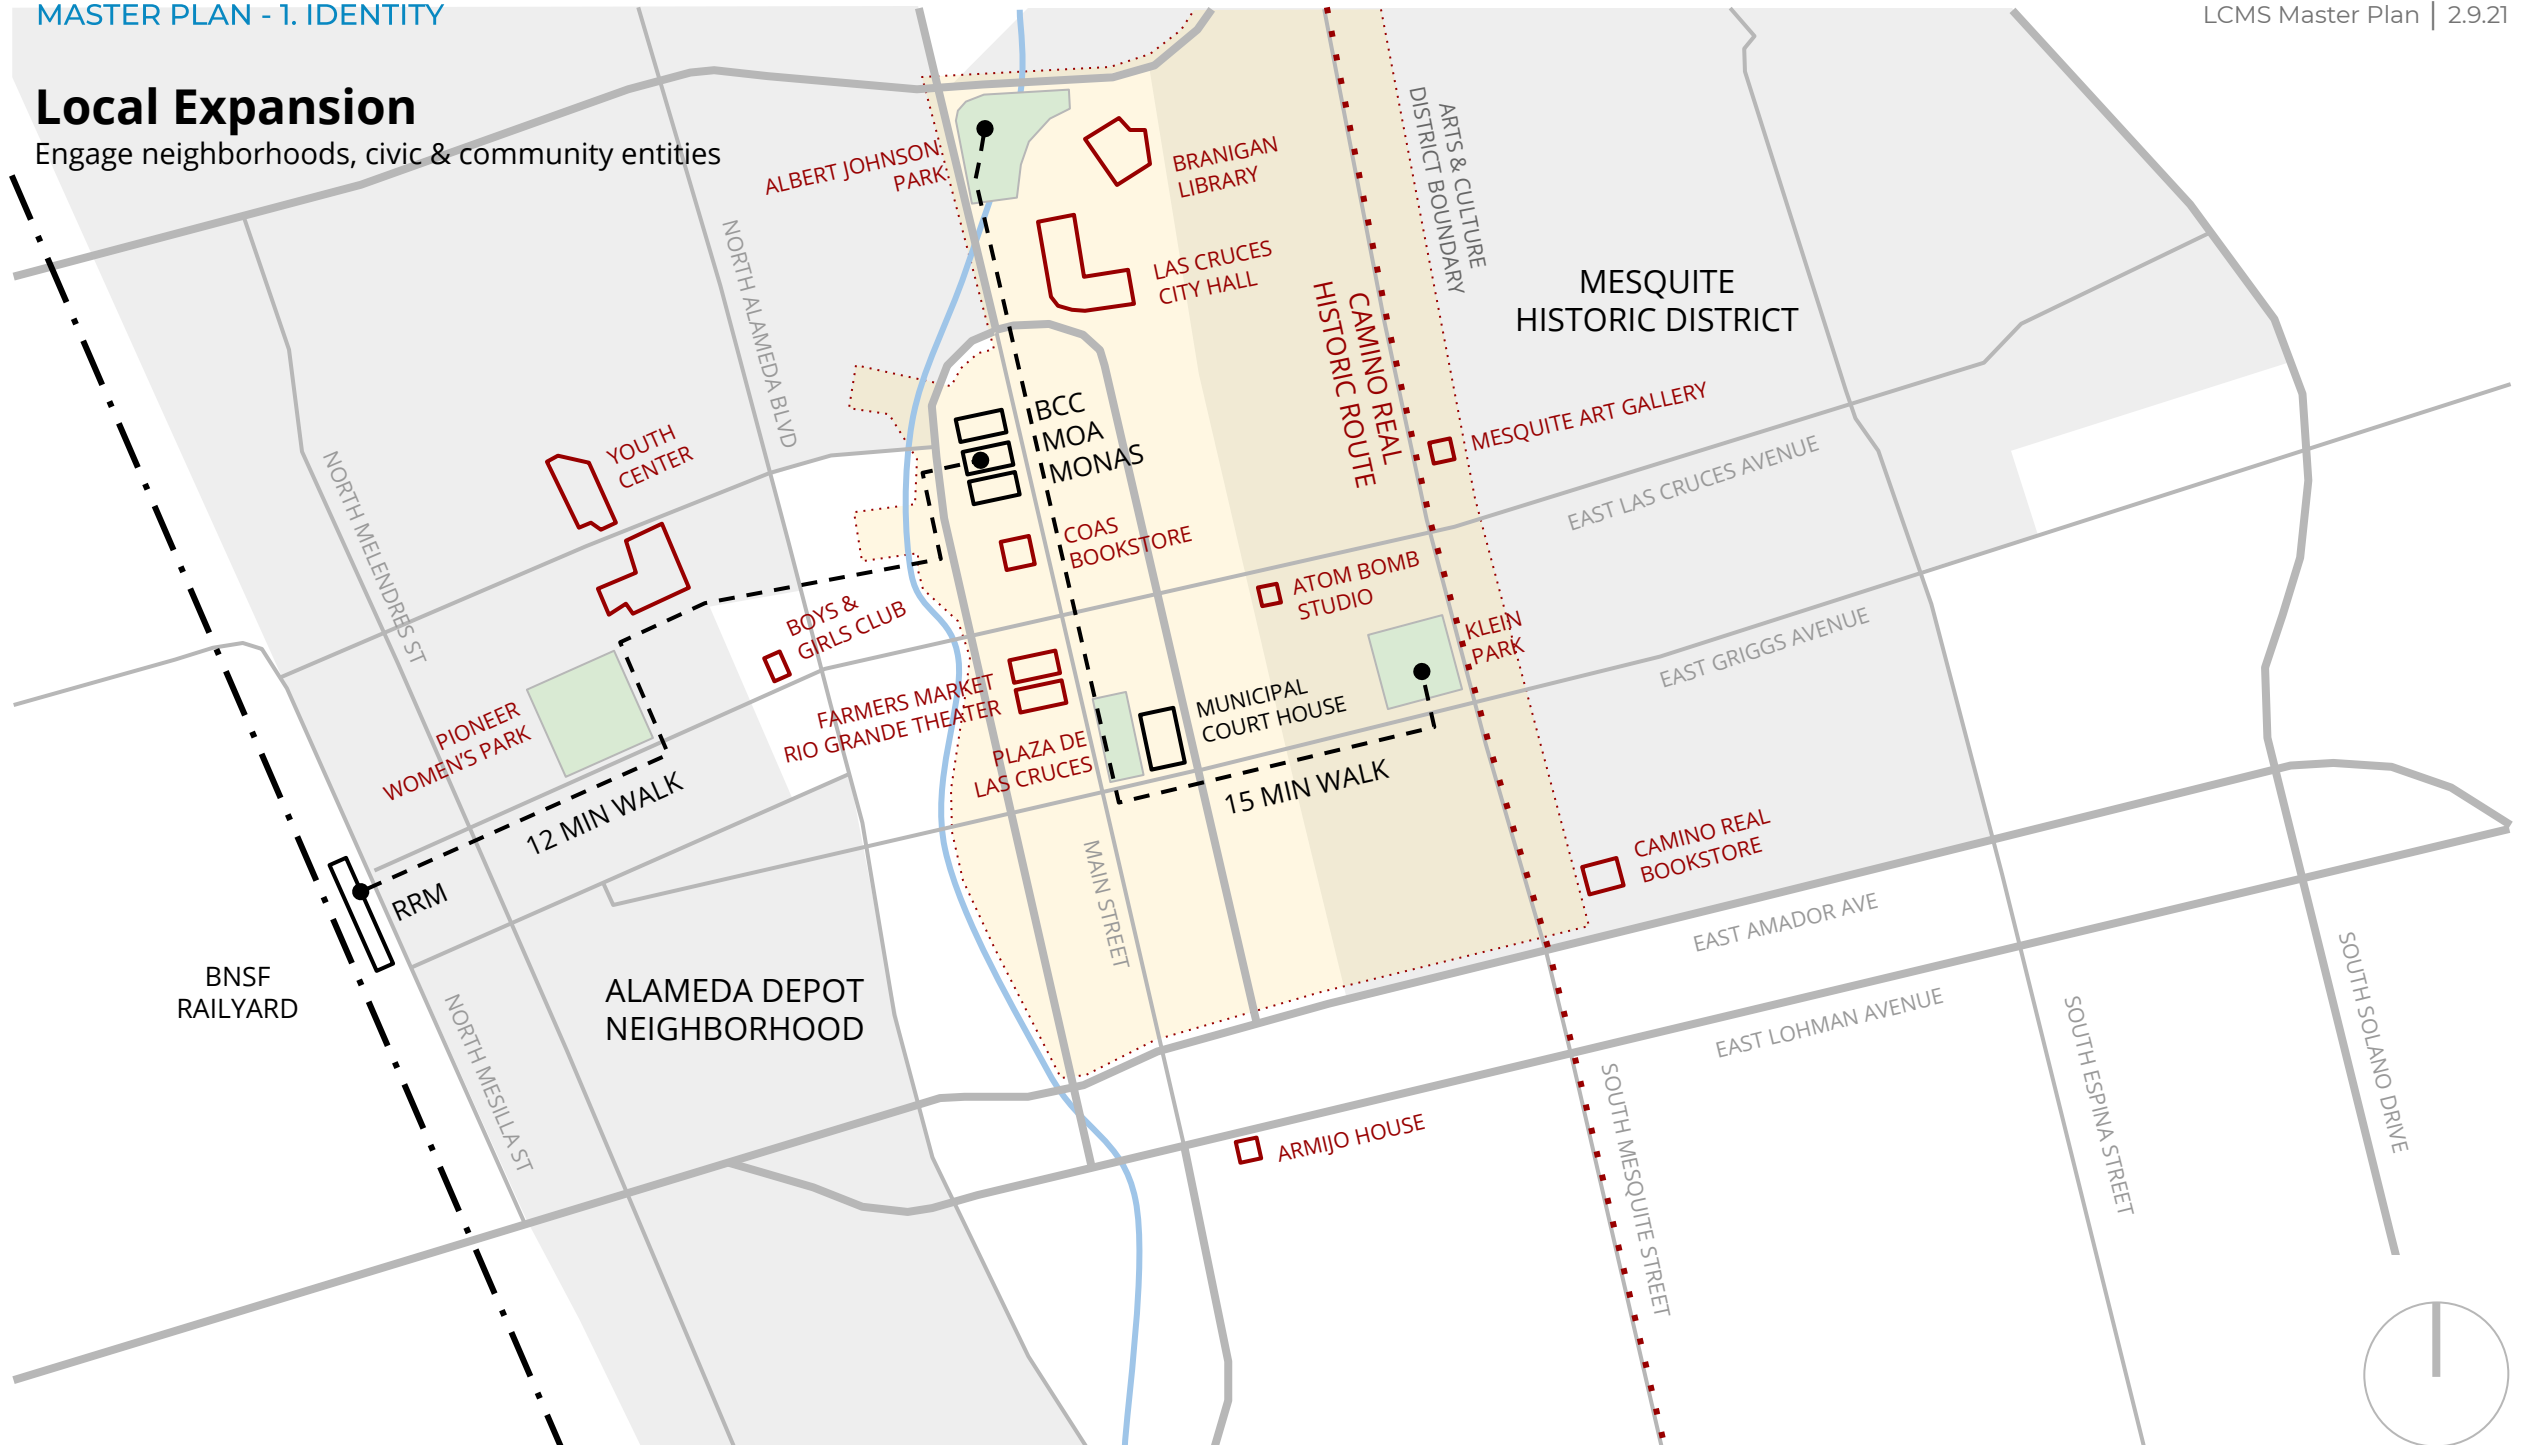 MASTER PLAN - 1. IDENTITY
LCMS Master Plan | 2.9.21
Local Expansion
Engage neighborhoods, civic & community entities
ALBERT JOHNSON
PARK
BRANIGAN
LIBRARY
LAS CRUCES
CITY HALL
ARTS & CULTURE
DISTRICT BOUNDARY
CAMINO REAL
HISTORIC ROUTE
MESQUITE
HISTORIC DISTRICT
NORTH ALAMEDA BLVD
BCC
MOA
MONAS
MESQUITE ART GALLERY
YOUTH
CENTER
NORTH MELENDRES ST
EAST LAS CRUCES AVENUE
COAS
BOOKSTORE
ATOM BOMB
STUDIO
BOYS &
GIRLS CLUB
KLEIN
PARK
EAST GRIGGS AVENUE
FARMERS MARKET
RIO GRANDE THEATER
MUNICIPAL
COURT HOUSE
PIONEER
WOMEN'S PARK
PLAZA DE
LAS CRUCES
12 MIN WALK
15 MIN WALK
CAMINO REAL
BOOKSTORE
MAIN STREET
RRM
EAST AMADOR AVE
BNSF
RAILYARD
ALAMEDA DEPOT
NEIGHBORHOOD
EAST LOHMAN AVENUE
NORTH MESILLA ST
SOUTH SOLANO DRIVE
SOUTH ESPINA STREET
SOUTH MESQUITE STREET
ARMIJO HOUSE